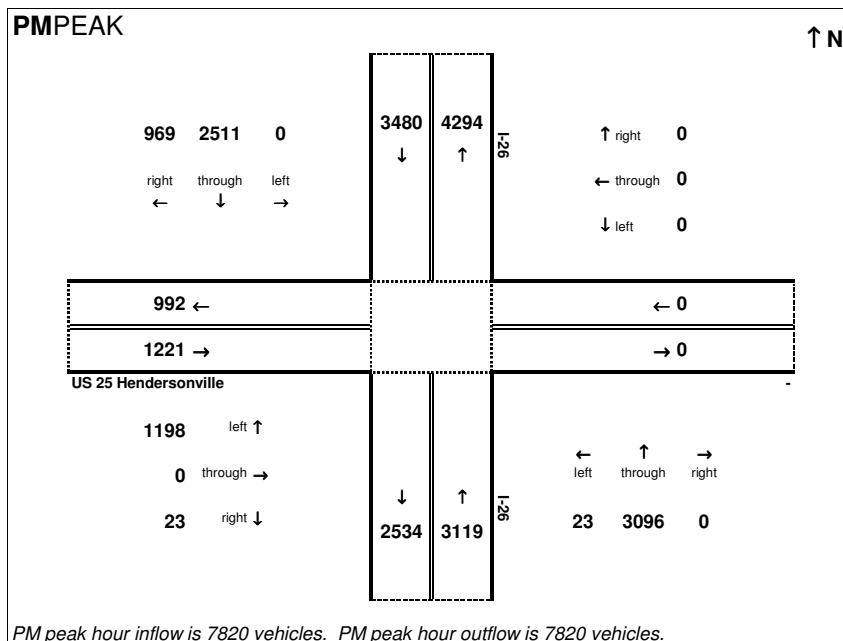 PMPEAK
↑ N
969 2511 0
right through left
← ↓ →
3480 4294
↓ ↑
I-26
↑ right 0
← through 0
↓ left 0
992 ←
← 0
1221 →
→ 0
US 25 Hendersonville
-
1198 left ↑
0 through →
23 right ↓
↓ ↑
2534 3119
I-26
← ↑ →
left through right
23 3096 0
PM peak hour inflow is 7820 vehicles. PM peak hour outflow is 7820 vehicles.